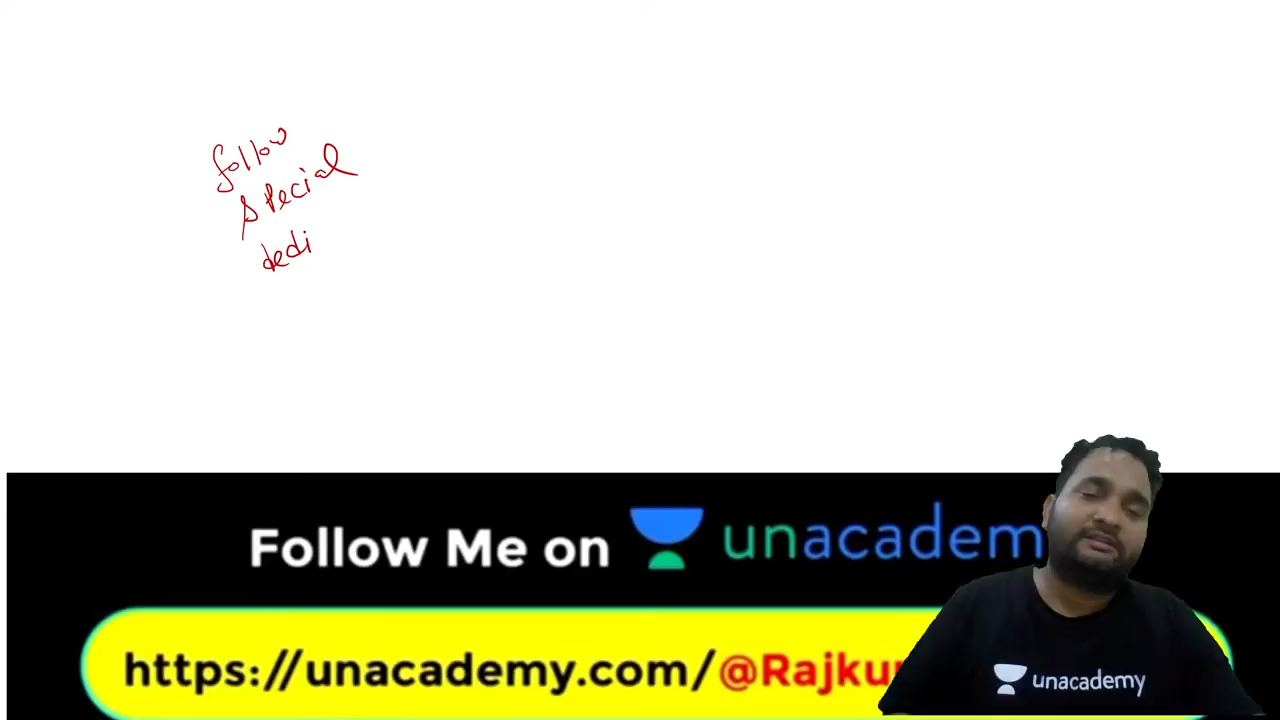 follow
special
dedi
Follow Me on unacadem
https://unacademy.com/@Rajku
unacademy